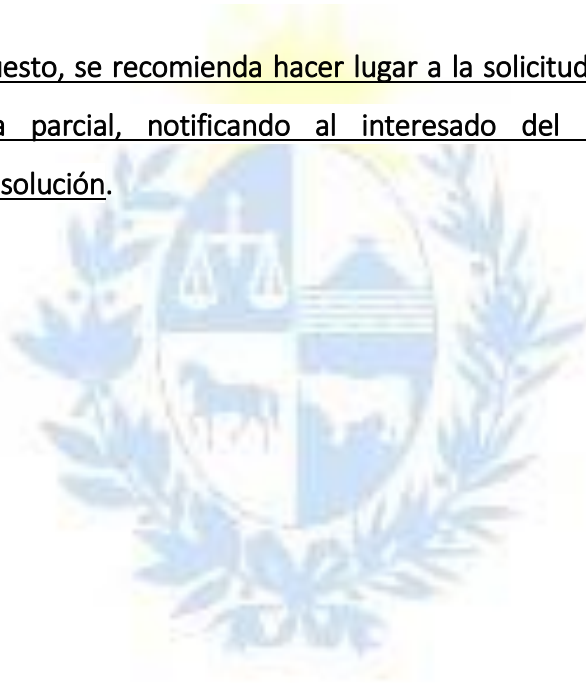 uesto, se recomienda hacer lugar a la solicitud
a parcial, notificando al interesado del
solución.